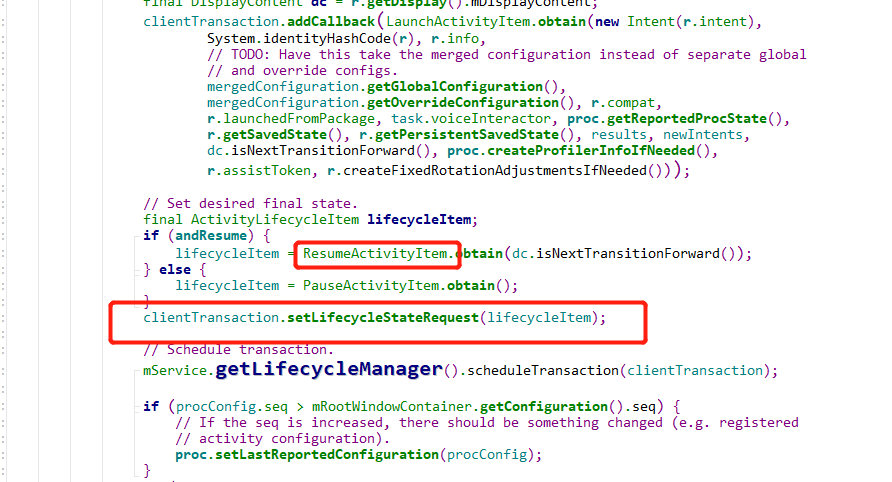 final DisplayContent dc = r.getDisplay().mDisplayContent;
clientTransaction.addCallback(LaunchActivityItem.obtain(new Intent(r.intent),
System.identityHashCode(r), r.info,
// TODO: Have this take the merged configuration instead of separate global
// and override configs.
mergedConfiguration.getGlobalConfiguration(),
mergedConfiguration.getOverrideConfiguration(), r.compat,
r.launchedFromPackage, task.voiceInteractor, proc.getReportedProcState(),
r.getSavedState(), r.getPersistentSavedState(), results, newIntents,
dc.isNextTransitionForward(), proc.createProfilerInfoIfNeeded(),
r.assistToken, r.createFixedRotationAdjustmentsIfNeeded()));
// Set desired final state.
final ActivityLifecycleItem lifecycleItem;
if (andResume) {
lifecycleItem = ResumeActivityItem.obtain(dc.isNextTransitionForward());
} else {
lifecycleItem = PauseActivityItem.obtain();
}
clientTransaction.setLifecycleStateRequest(lifecycleItem);
// Schedule transaction.
mService.getLifecycleManager().scheduleTransaction(clientTransaction);
if (procConfig.seq > mRootWindowContainer.getConfiguration().seq) {
// If the seq is increased, there should be something changed (e.g. registered
// activity configuration).
proc.setLastReportedConfiguration(procConfig);
}